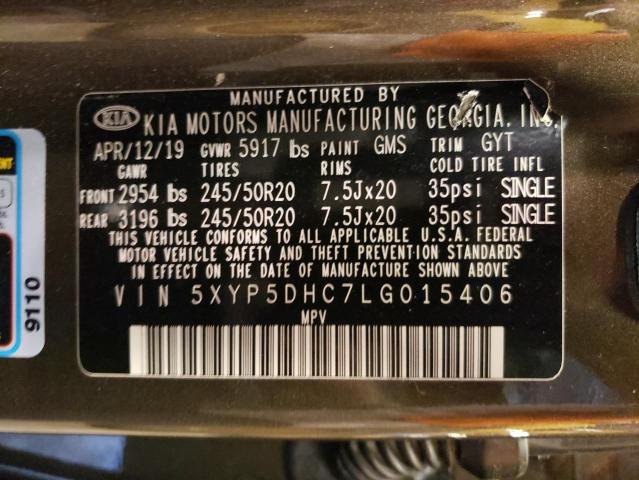 MANUFACTURED BY
KIA KIA MOTORS MANUFACTURING GEORGIA. INC.
APR/12/19 GVWR 5917 lbs PAINT GMS TRIM GYT
GAWR TIRES RIMS COLD TIRE INFL
FRONT 2954 lbs 245/50R20 7.5Jx20 35psi SINGLE
REAR 3196 lbs 245/50R20 7.5Jx20 35psi SINGLE
THIS VEHICLE CONFORMS TO ALL APPLICABLE U.S.A. FEDERAL
MOTOR VEHICLE SAFETY AND THEFT PREVENTION STANDARDS
IN EFFECT ON THE DATE OF MANUFACTURE SHOWN ABOVE.
VIN 5XYP5DHC7LG015406
MPV
9110